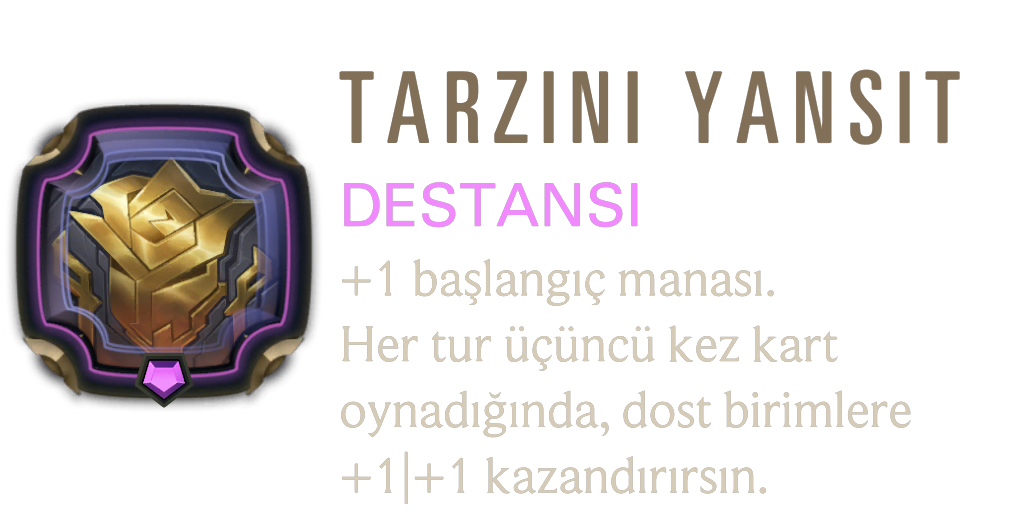 TARZINI YANSIT
DESTANSI
+1 başlangıç manası.
Her tur üçüncü kez kart
oynadığında, dost birimlere
+1|+1 kazandırırsın.